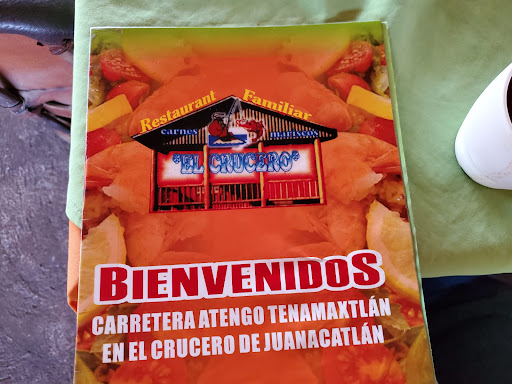 Restaurant Familiar
carnes mariscos
"EL CRUCERO"
BIENVENIDOS
CARRETERA ATENGO TENAMAXTLÁN
EN EL CRUCERO DE JUANACATLÁN